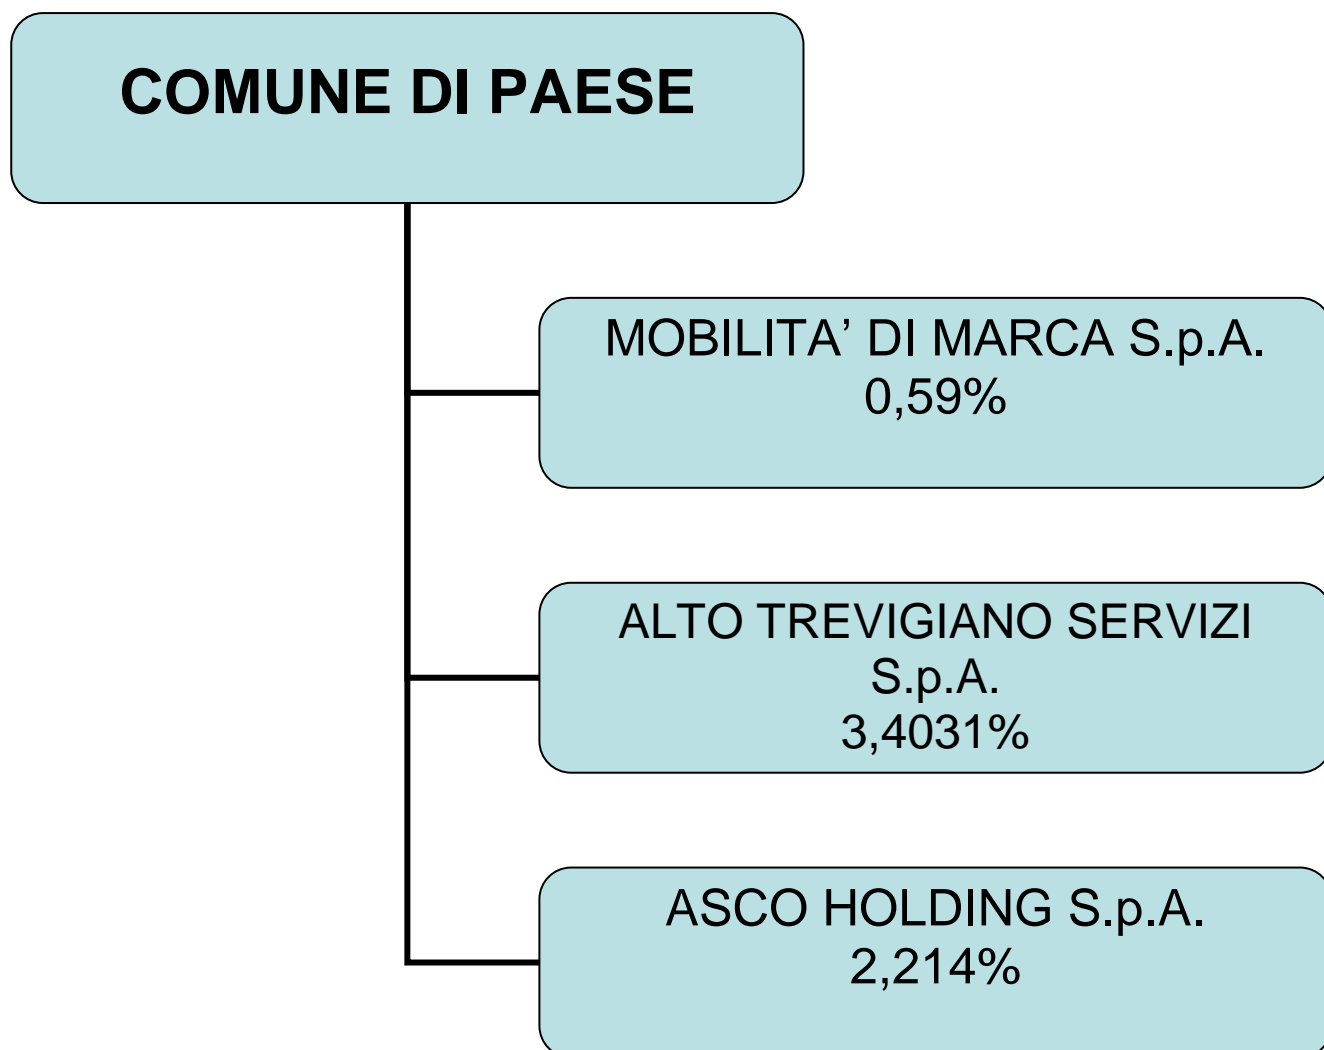 COMUNE DI PAESE
MOBILITA’ DI MARCA S.p.A.
0,59%
ALTO TREVIGIANO SERVIZI
S.p.A.
3,4031%
ASCO HOLDING S.p.A.
2,214%